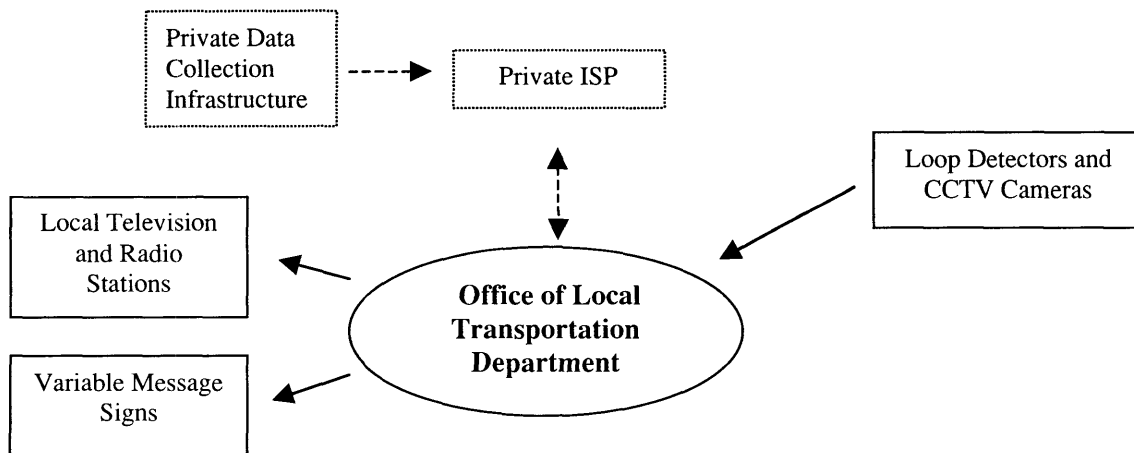 Private Data
Collection
Infrastructure
Private ISP
Loop Detectors and
CCTV Cameras
Local Television
and Radio
Stations
Office of Local
Transportation
Department
Variable Message
Signs